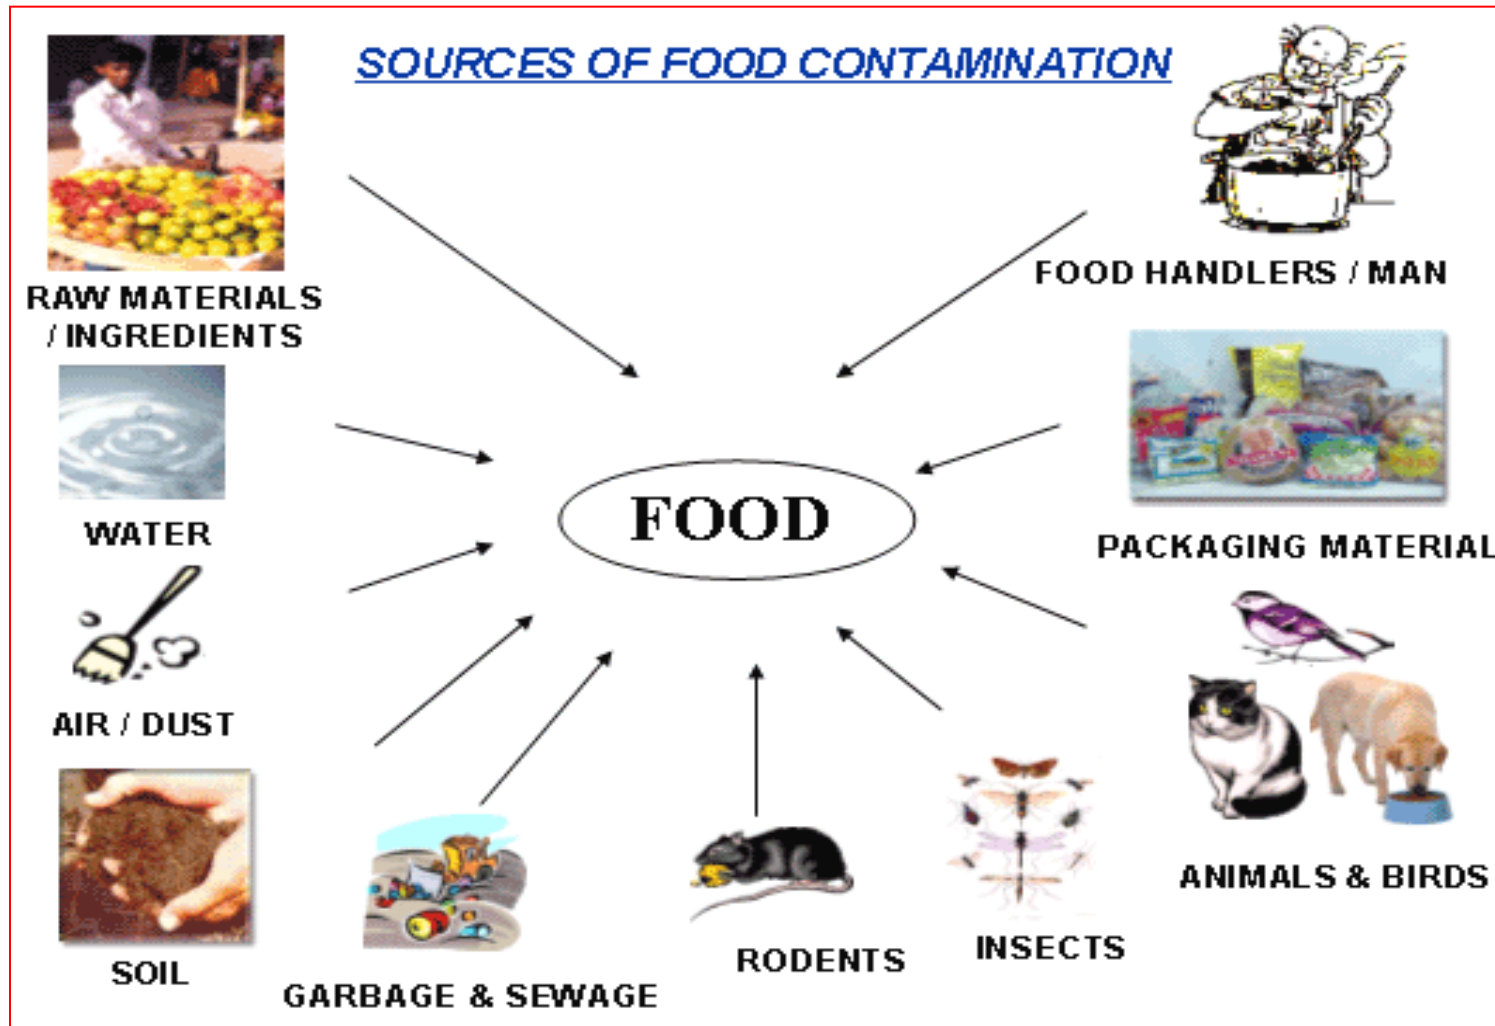 SOURCES OF FOOD CONTAMINATION
RAW MATERIALS
/ INGREDIENTS
WATER
AIR / DUST
SOIL
GARBAGE & SEWAGE
RODENTS
INSECTS
ANIMALS & BIRDS
PACKAGING MATERIAL
FOOD HANDLERS / MAN
FOOD